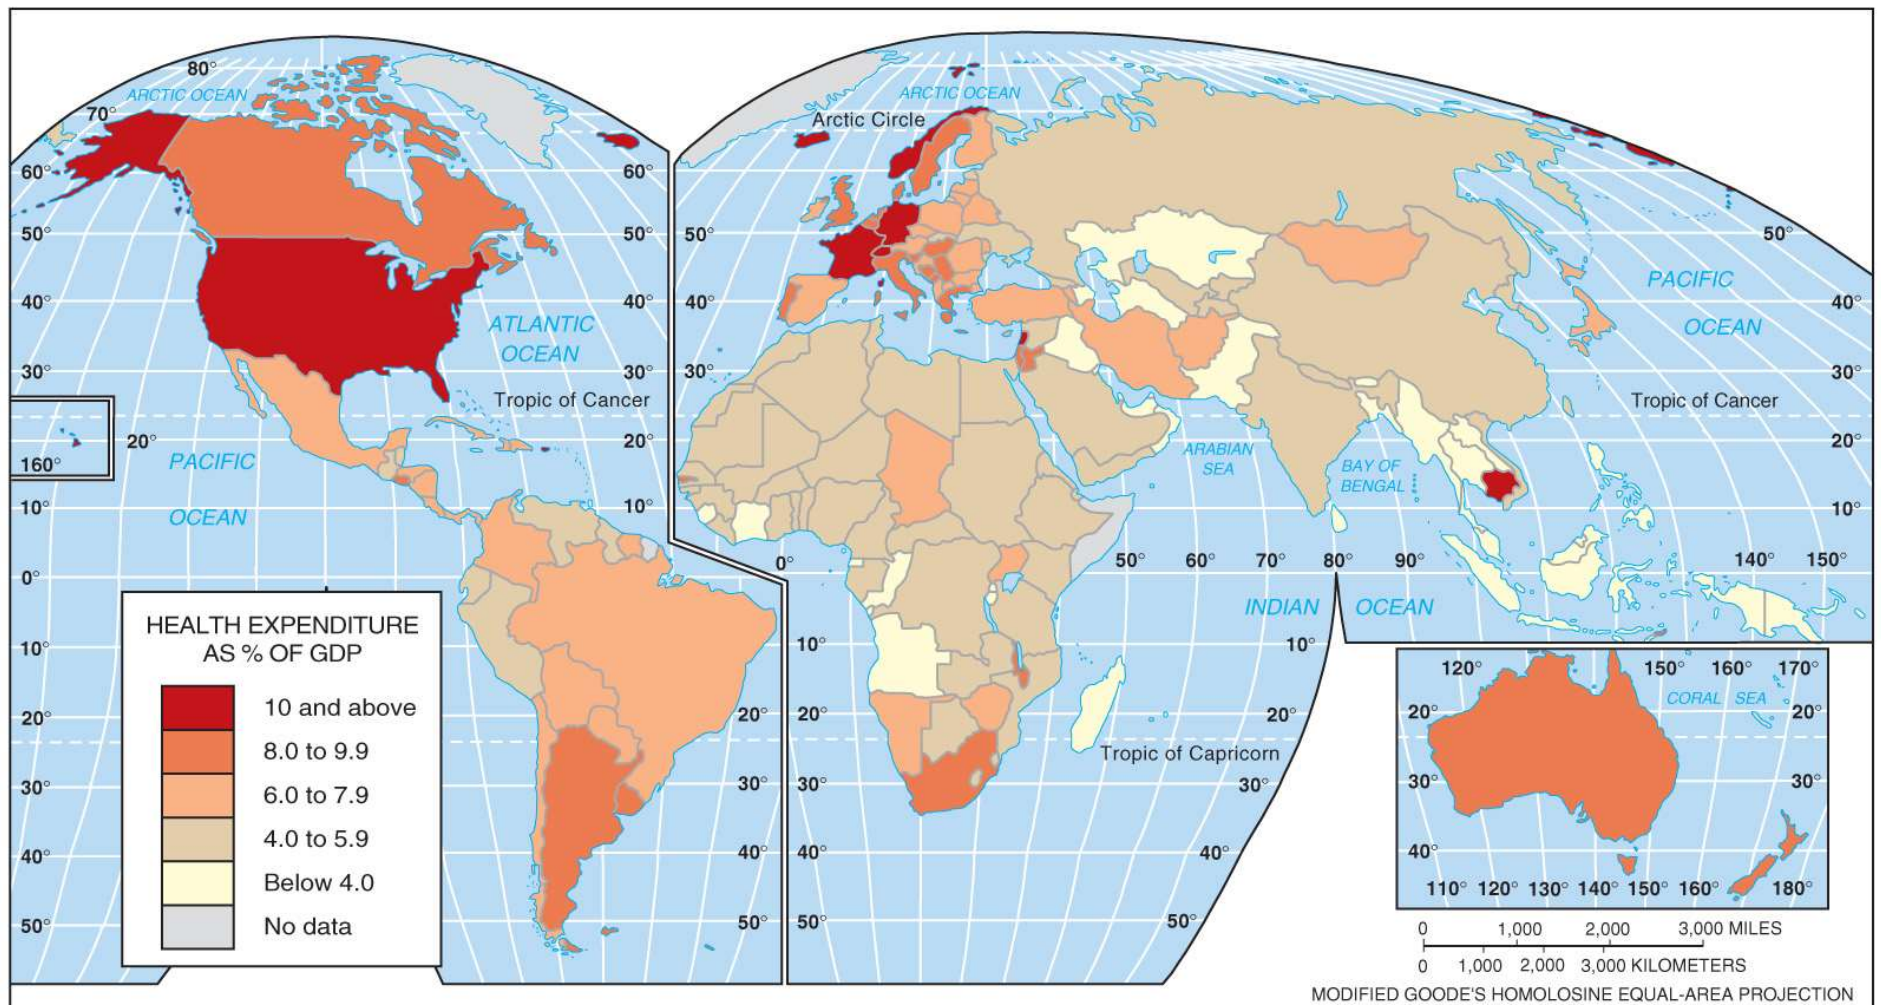 80°
ARCTIC OCEAN
70°
60°
60°
50°
50°
40°
40°
ATLANTIC
OCEAN
30°
30°
Tropic of Cancer
20°
20°
160°
PACIFIC
OCEAN
10°
10°
0°
10°
20°
20°
30°
30°
40°
40°
50°
50°
ARCTIC OCEAN
Arctic Circle
50°
50°
40°
40°
PACIFIC
OCEAN
30°
30°
Tropic of Cancer
20°
ARABIAN
SEA
BAY OF
BENGAL
10°
0°
50°
60°
70°
80°
90°
140°
150°
0°
INDIAN
OCEAN
10°
10°
10°
20°
20°
Tropic of Capricorn
30°
30°
40°
40°
50°
50°
HEALTH EXPENDITURE
AS % OF GDP
10 and above
8.0 to 9.9
6.0 to 7.9
4.0 to 5.9
Below 4.0
No data
120°
150°
160°
170°
CORAL SEA
20°
20°
30°
30°
40°
110°
120°
130°
140°
150°
160°
180°
0 1,000 2,000 3,000 MILES
0 1,000 2,000 3,000 KILOMETERS
MODIFIED GOODE'S HOMOLOSINE EQUAL-AREA PROJECTION